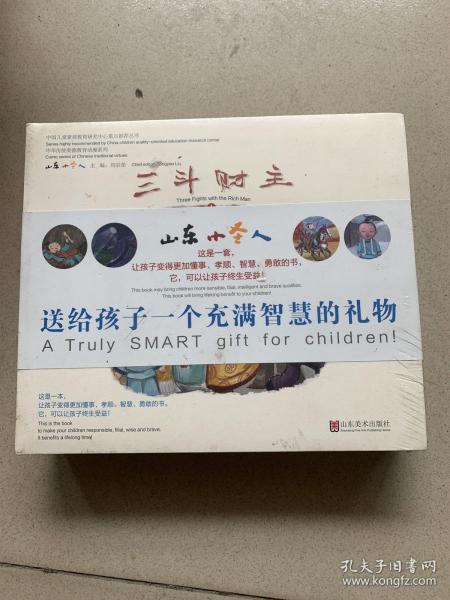 中国儿童素质教育研究中心重点推荐丛书
Series highly recommended by China children quality-oriented education research center
中华传统美德教育动漫系列
Comic series of Chinese traditional virtues
山东小圣人 主 编：
三斗财主
Three Fights with the Rich Man
山东小圣人
这是一套，
让孩子变得更加懂事、孝顺、智慧、勇敢的书，
它，可以让孩子终生受益！
This book may bring children more sensible, filial, intelligent and brave qualities.
This book will bring lifelong benefit to your children!
送给孩子一个充满智慧的礼物
A Truly SMART gift for children!
这是一本，
让孩子变得更加懂事、孝顺、智慧、勇敢的书。
它，可以让孩子终生受益！
This is the book
to make your children responsible, filial, wise and brave.
It benefits a lifelong time!
山东美术出版社
孔夫子旧书网
www.kongfz.com